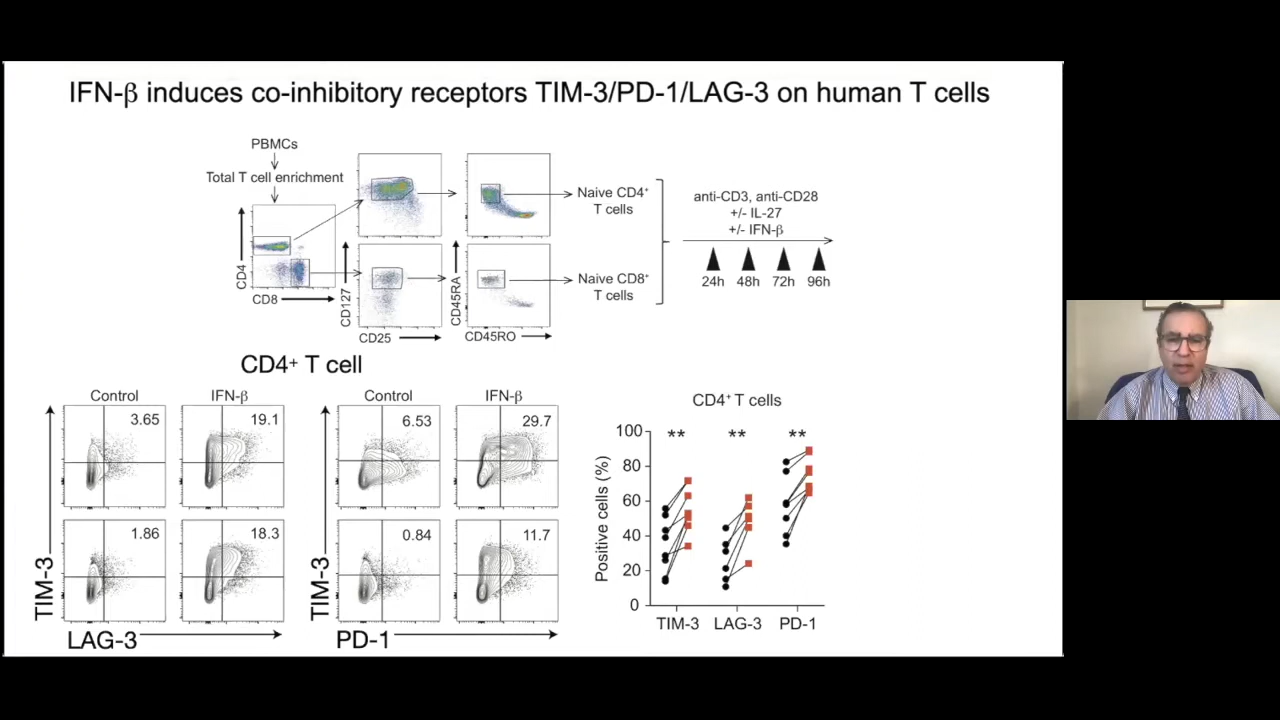 IFN-β induces co-inhibitory receptors TIM-3/PD-1/LAG-3 on human T cells
PBMCs
Total T cell enrichment
CD4
CD8
CD127
CD25
CD45RA
CD45RO
Naive CD4⁺
T cells
Naive CD8⁺
T cells
anti-CD3, anti-CD28
+/- IL-27
+/- IFN-β
24h 48h 72h 96h
CD4⁺ T cell
Control IFN-β
3.65 19.1
1.86 18.3
TIM-3
LAG-3
Control IFN-β
6.53 29.7
0.84 11.7
TIM-3
PD-1
CD4⁺ T cells
** ** **
Positive cells (%)
100
80
60
40
20
0
TIM-3 LAG-3 PD-1